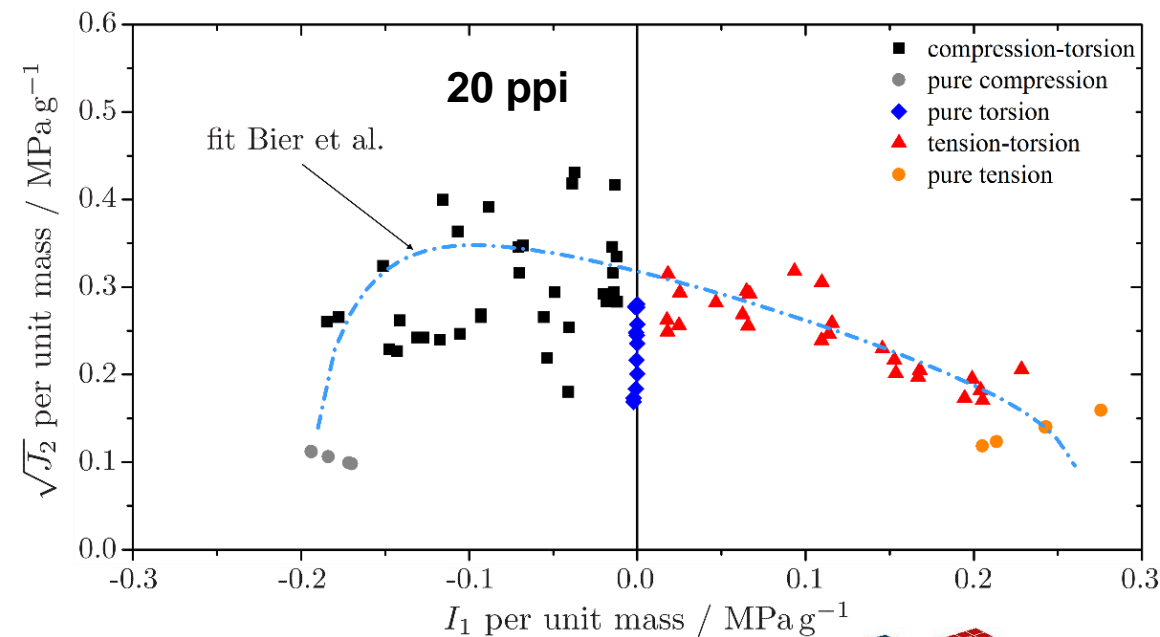 0.6
0.5
0.4
0.3
0.2
0.1
0.0
√J₂ per unit mass / MPa g⁻¹
20 ppi
fit Bier et al.
compression-torsion
pure compression
pure torsion
tension-torsion
pure tension
-0.3 -0.2 -0.1 0.0 0.1 0.2 0.3
I₁ per unit mass / MPa g⁻¹